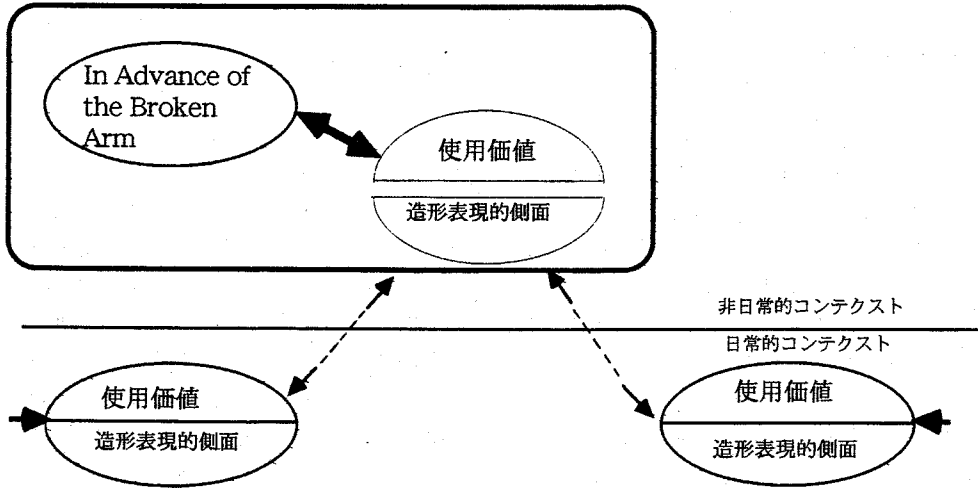 In Advance of
the Broken
Arm
使用価値
造形表現的側面
非日常的コンテクスト
日常的コンテクスト
使用価値
造形表現的側面
使用価値
造形表現的側面